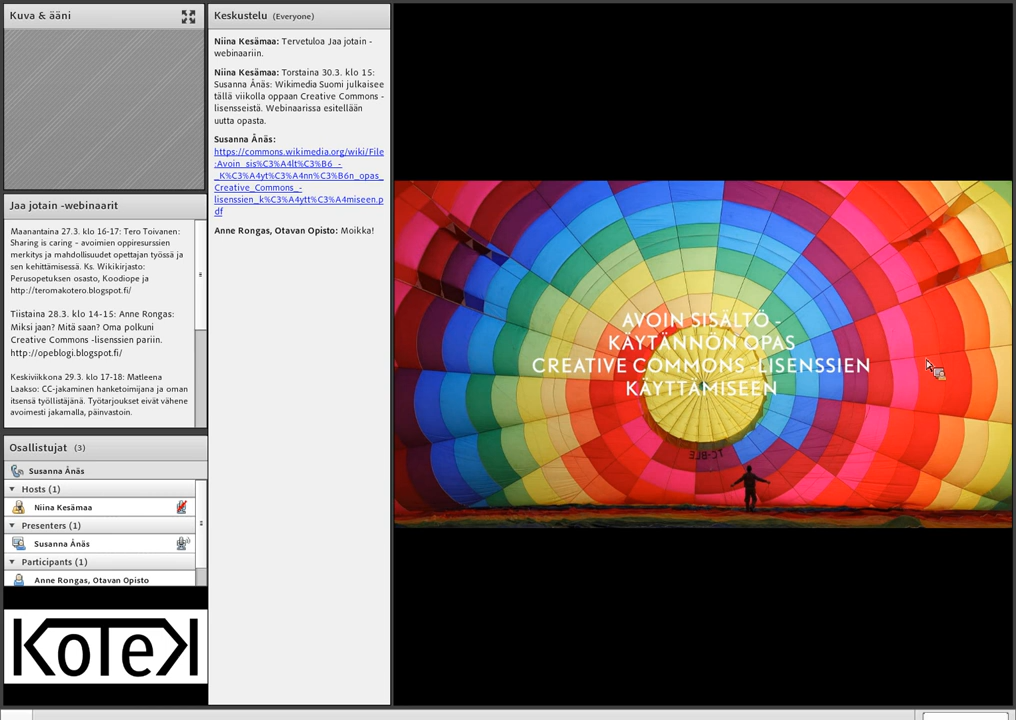 Kuva & ääni
Jaa jotain -webinaarit
Maanantaina 27.3. klo 16-17: Tero Toivanen:
Sharing is caring - avoimien oppiresurssien
merkitys ja mahdollisuudet opettajan työssä ja
sen kehittämisessä. Ks. Wikikirjasto:
Perusopetuksen osasto, Koodiope ja
http://teromakotero.blogspot.fi/
Tiistaina 28.3. klo 14-15: Anne Rongas:
Miksi jaan? Mitä saan? Oma polkuni
Creative Commons -lisenssien pariin.
http://opeblogi.blogspot.fi/
Keskiviikkona 29.3. klo 17-18: Matleena
Laakso: CC-jakaminen hanketoimijana ja oman
itsensä työllistäjänä. Työtarjoukset eivät vähene
avoimesti jakamalla, päinvastoin.
Osallistujat (3)
Susanna Ånäs
Hosts (1)
Niina Kesämaa
Presenters (1)
Susanna Ånäs
Participants (1)
Anne Rongas, Otavan Opisto
KoTeK
Keskustelu (Everyone)
Niina Kesämaa: Tervetuloa Jaa jotain -
webinaariin.
Niina Kesämaa: Torstaina 30.3. klo 15:
Susanna Ånäs: Wikimedia Suomi julkaisee
tällä viikolla oppaan Creative Commons -
lisensseistä. Webinaarissa esitellään
uutta opasta.
Susanna Ånäs:
https://commons.wikimedia.org/wiki/File
:Avoin_sis%C3%A4lt%C3%B6_-
_K%C3%A4yt%C3%A4nn%C3%B6n_opas_
Creative_Commons_-
lisenssien_k%C3%A4ytt%C3%A4miseen.p
df
Anne Rongas, Otavan Opisto: Moikka!
AVOIN SISÄLTÖ -
KÄYTÄNNÖN OPAS
CREATIVE COMMONS -LISENSSIEN
KÄYTTÄMISEEN
TC-BLE